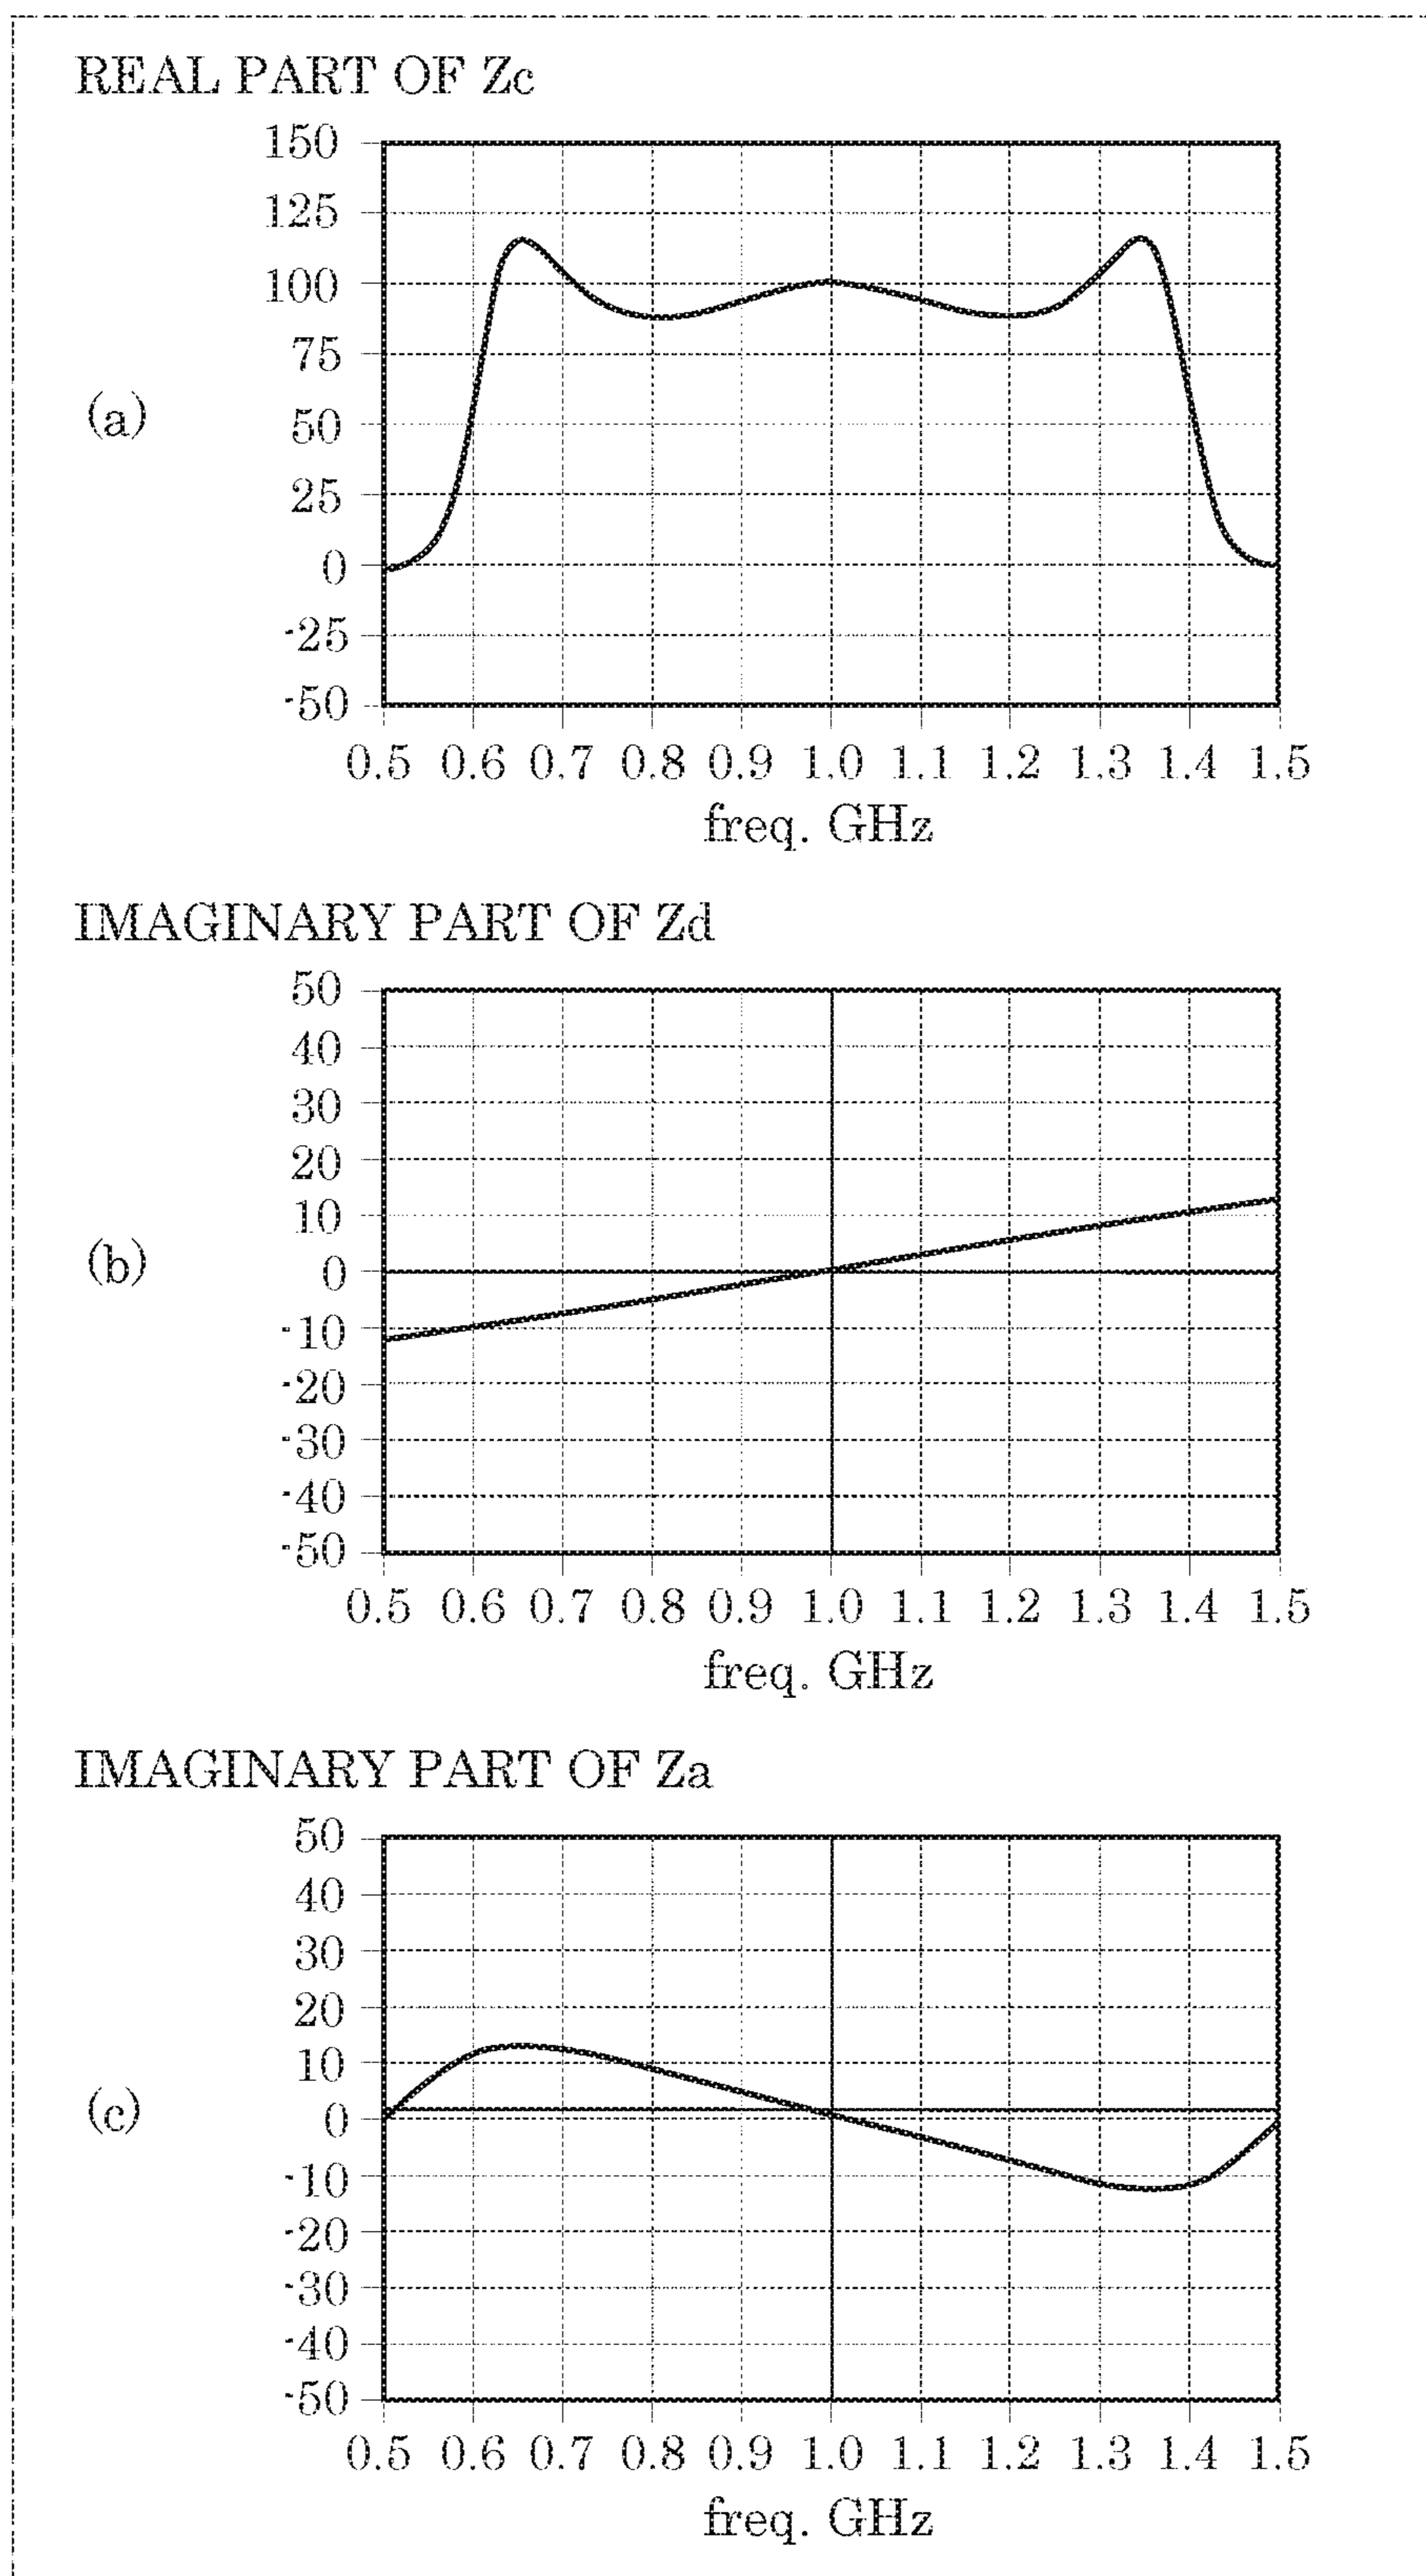 REAL PART OF Zc
150
125
100
75
(a)
50
25
0
-25
-50
0.5 0.6 0.7 0.8 0.9 1.0 1.1 1.2 1.3 1.4 1.5
freq. GHz
IMAGINARY PART OF Zd
50
40
30
20
10
(b)
0
-10
-20
-30
-40
-50
0.5 0.6 0.7 0.8 0.9 1.0 1.1 1.2 1.3 1.4 1.5
freq. GHz
IMAGINARY PART OF Za
50
40
30
20
10
(c)
0
-10
-20
-30
-40
-50
0.5 0.6 0.7 0.8 0.9 1.0 1.1 1.2 1.3 1.4 1.5
freq. GHz